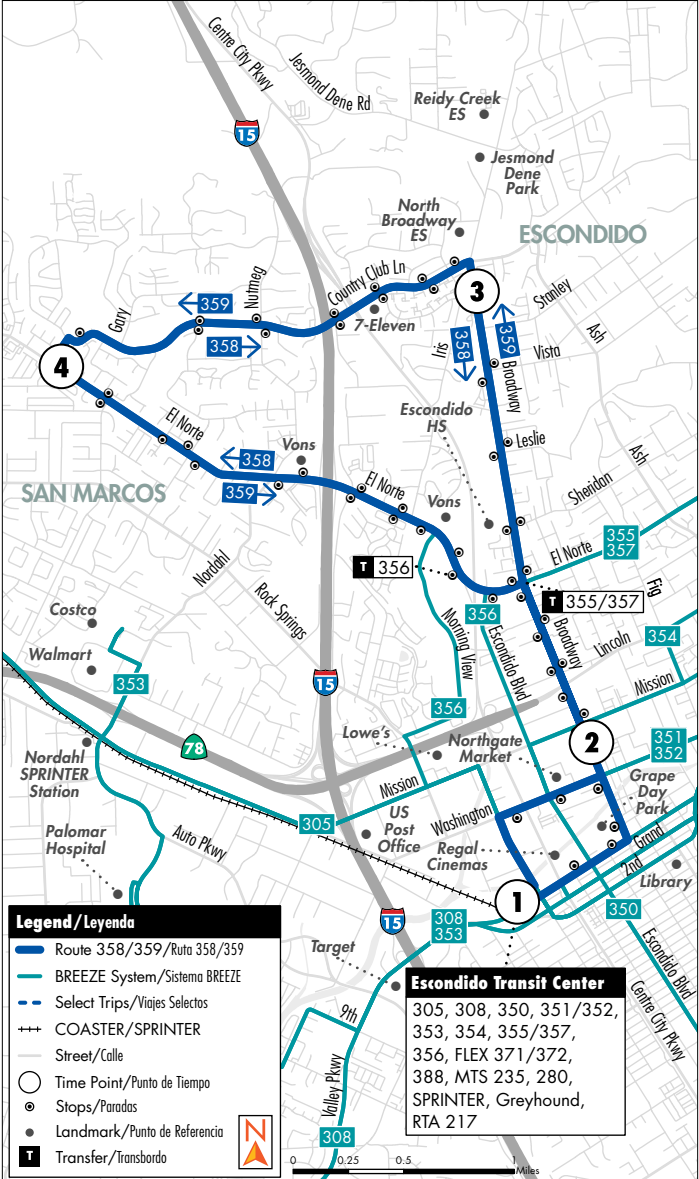 Centre City Pkwy
Jesmond Dene Rd
Reidy Creek
ES
15
Jesmond
Dene
Park
North
Broadway
ES
ESCONDIDO
Country Club Ln
3
Stanley
359
Nutmeg
Gary
7-Eleven
358
Iris
358
359
Broadway
Vista
Ash
4
Escondido
HS
El Norte
Vons
Leslie
358
359
El Norte
Vons
Ash
Sheridan
SAN MARCOS
355
357
El Norte
Nordahl
T 356
Rock Springs
Fig
T 355/357
356
Costco
Morning View
Escondido Blvd
Broadway
Lincoln
354
Walmart
353
15
Mission
356
78
Lowe's
Northgate
Market
2
351
352
Nordahl
SPRINTER
Station
Mission
Grape
Day
Park
305
Washington
US
Post
Office
Regal
Cinemas
Grand
2nd
Auto Pkwy
Palomar
Hospital
Library
1
350
15
308
353
Target
Escondido Blvd
Centre City Pkwy
9th
Valley Pkwy
308
Legend/Leyenda
Route 358/359/Ruta 358/359
BREEZE System/Sistema BREEZE
Select Trips/Viajes Selectos
COASTER/SPRINTER
Street/Calle
Time Point/Punto de Tiempo
Stops/Paradas
Landmark/Punto de Referencia
T Transfer/Transbordo
N
Escondido Transit Center
305, 308, 350, 351/352,
353, 354, 355/357,
356, FLEX 371/372,
388, MTS 235, 280,
SPRINTER, Greyhound,
RTA 217
0 0.25 0.5 1
Miles